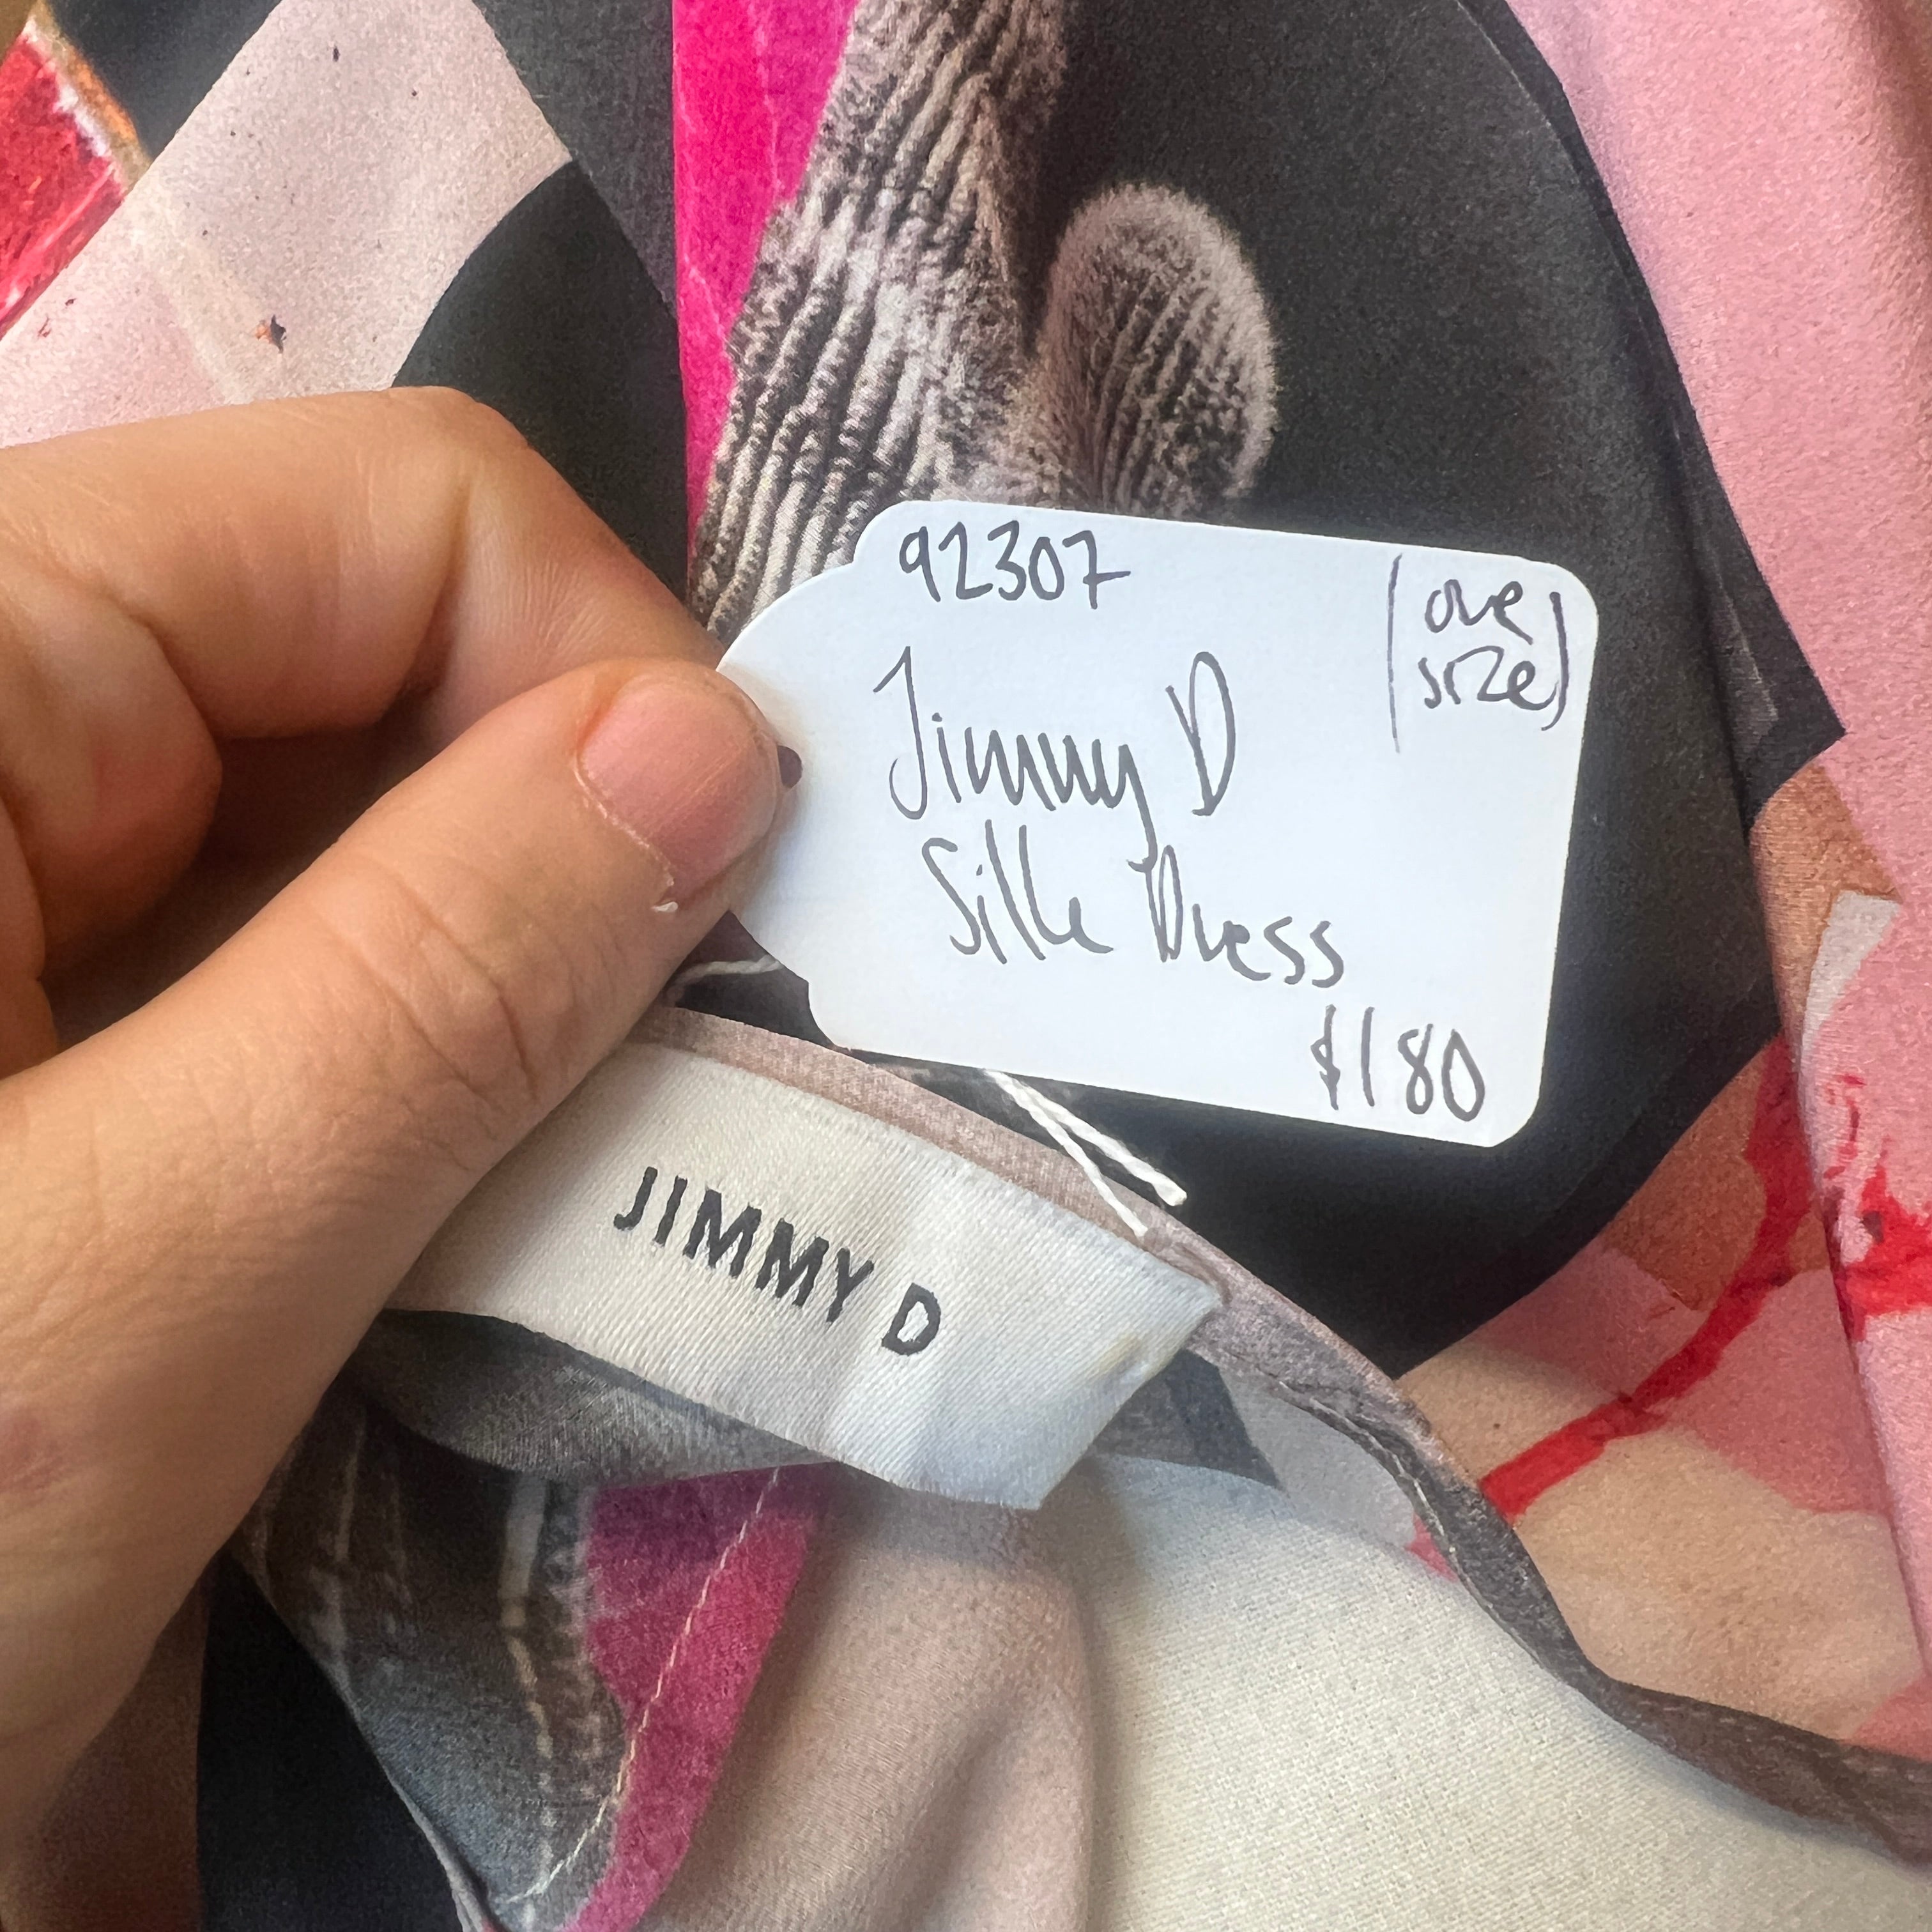 92307
(one
size)
Jimmy D
Silk Dress
$180
JIMMY D